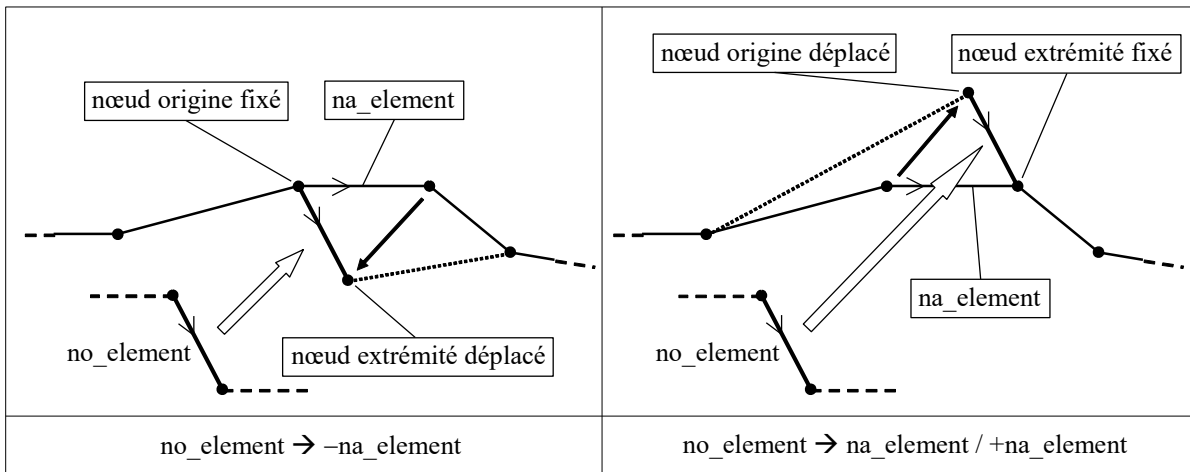 nœud origine fixé
na_element
no_element
nœud extrémité déplacé
no_element → −na_element
nœud origine déplacé
nœud extrémité fixé
na_element
no_element
no_element → na_element / +na_element